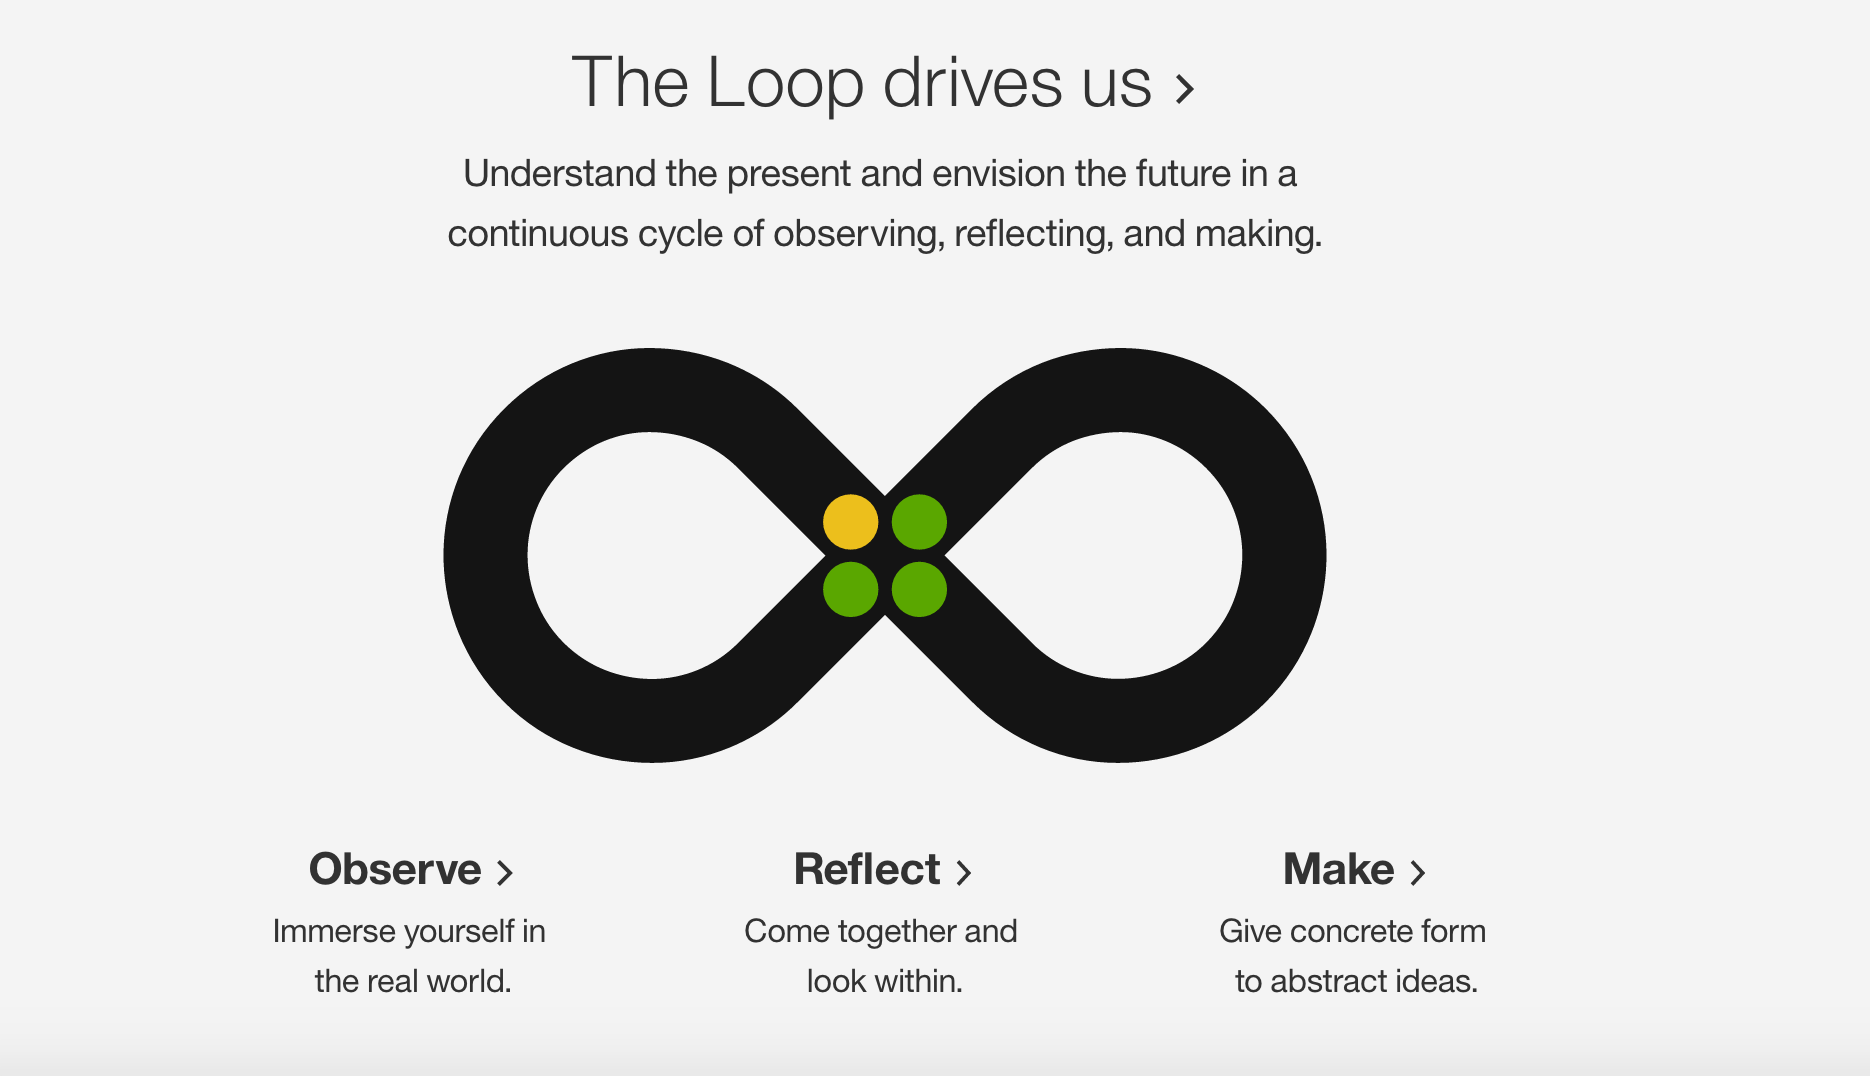 The Loop drives us >
Understand the present and envision the future in a
continuous cycle of observing, reflecting, and making.
Observe >
Reflect >
Make >
Immerse yourself in
the real world.
Come together and
look within.
Give concrete form
to abstract ideas.